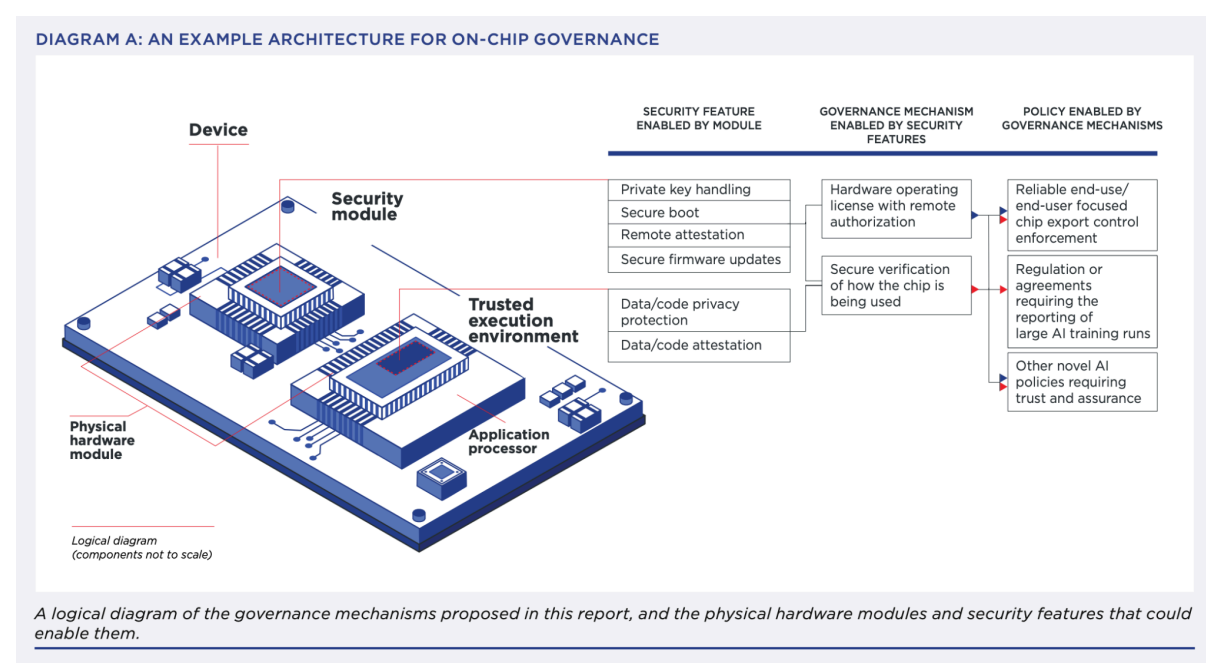 DIAGRAM A: AN EXAMPLE ARCHITECTURE FOR ON-CHIP GOVERNANCE
Device
Security
module
Trusted
execution
environment
Physical
hardware
module
Application
processor
Logical diagram
(components not to scale)
SECURITY FEATURE
ENABLED BY MODULE
GOVERNANCE MECHANISM
ENABLED BY SECURITY
FEATURES
POLICY ENABLED BY
GOVERNANCE MECHANISMS
Private key handling
Secure boot
Remote attestation
Secure firmware updates
Data/code privacy
protection
Data/code attestation
Hardware operating
license with remote
authorization
Secure verification
of how the chip is
being used
Reliable end-use/
end-user focused
chip export control
enforcement
Regulation or
agreements
requiring the
reporting of
large AI training runs
Other novel AI
policies requiring
trust and assurance
A logical diagram of the governance mechanisms proposed in this report, and the physical hardware modules and security features that could
enable them.